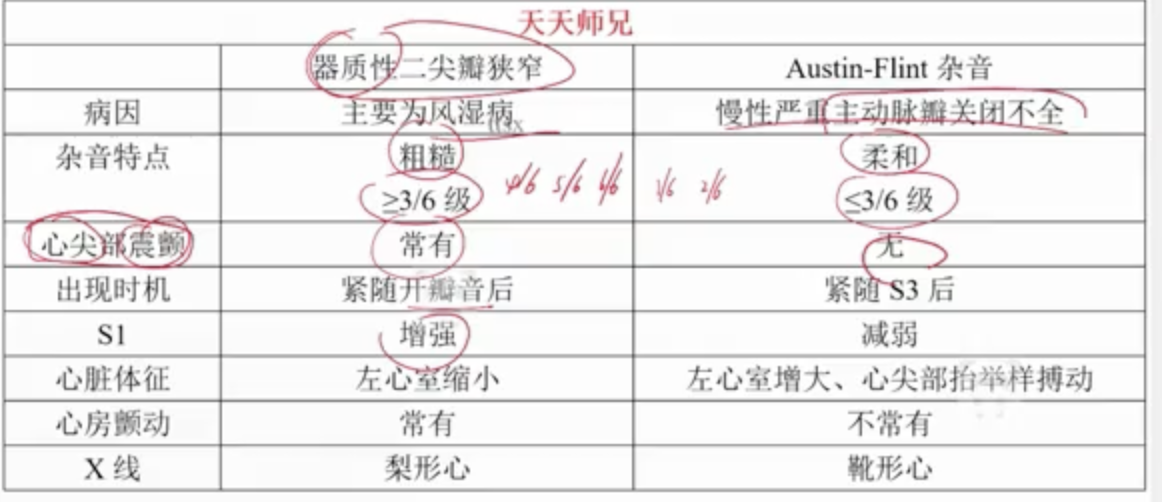 天天师兄
器质性二尖瓣狭窄 Austin-Flint 杂音
病因 主要为风湿病 慢性严重主动脉瓣关闭不全
杂音特点 粗糙 柔和
≥3/6 级 4/6 5/6 6/6 1/6 2/6 ≤3/6 级
心尖部震颤 常有 无
出现时机 紧随开瓣音后 紧随 S3 后
S1 增强 减弱
心脏体征 左心室缩小 左心室增大、心尖部抬举样搏动
心房颤动 常有 不常有
X 线 梨形心 靴形心